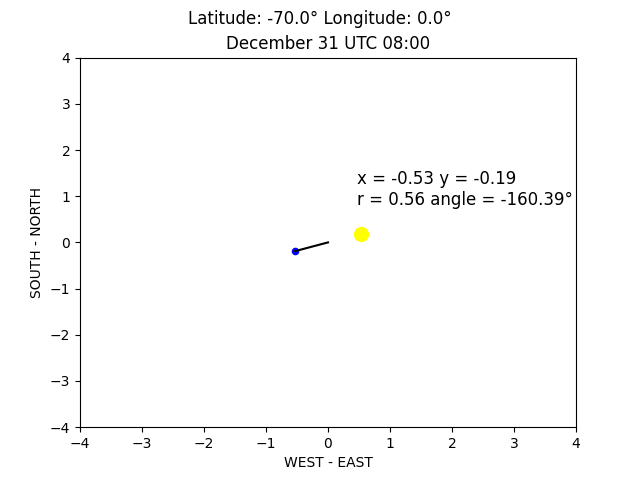 Latitude: -70.0° Longitude: 0.0°
December 31 UTC 08:00
4
3
2
1
0
−1
−2
−3
−4
SOUTH - NORTH
x = -0.53 y = -0.19
r = 0.56 angle = -160.39°
−4 −3 −2 −1 0 1 2 3 4
WEST - EAST